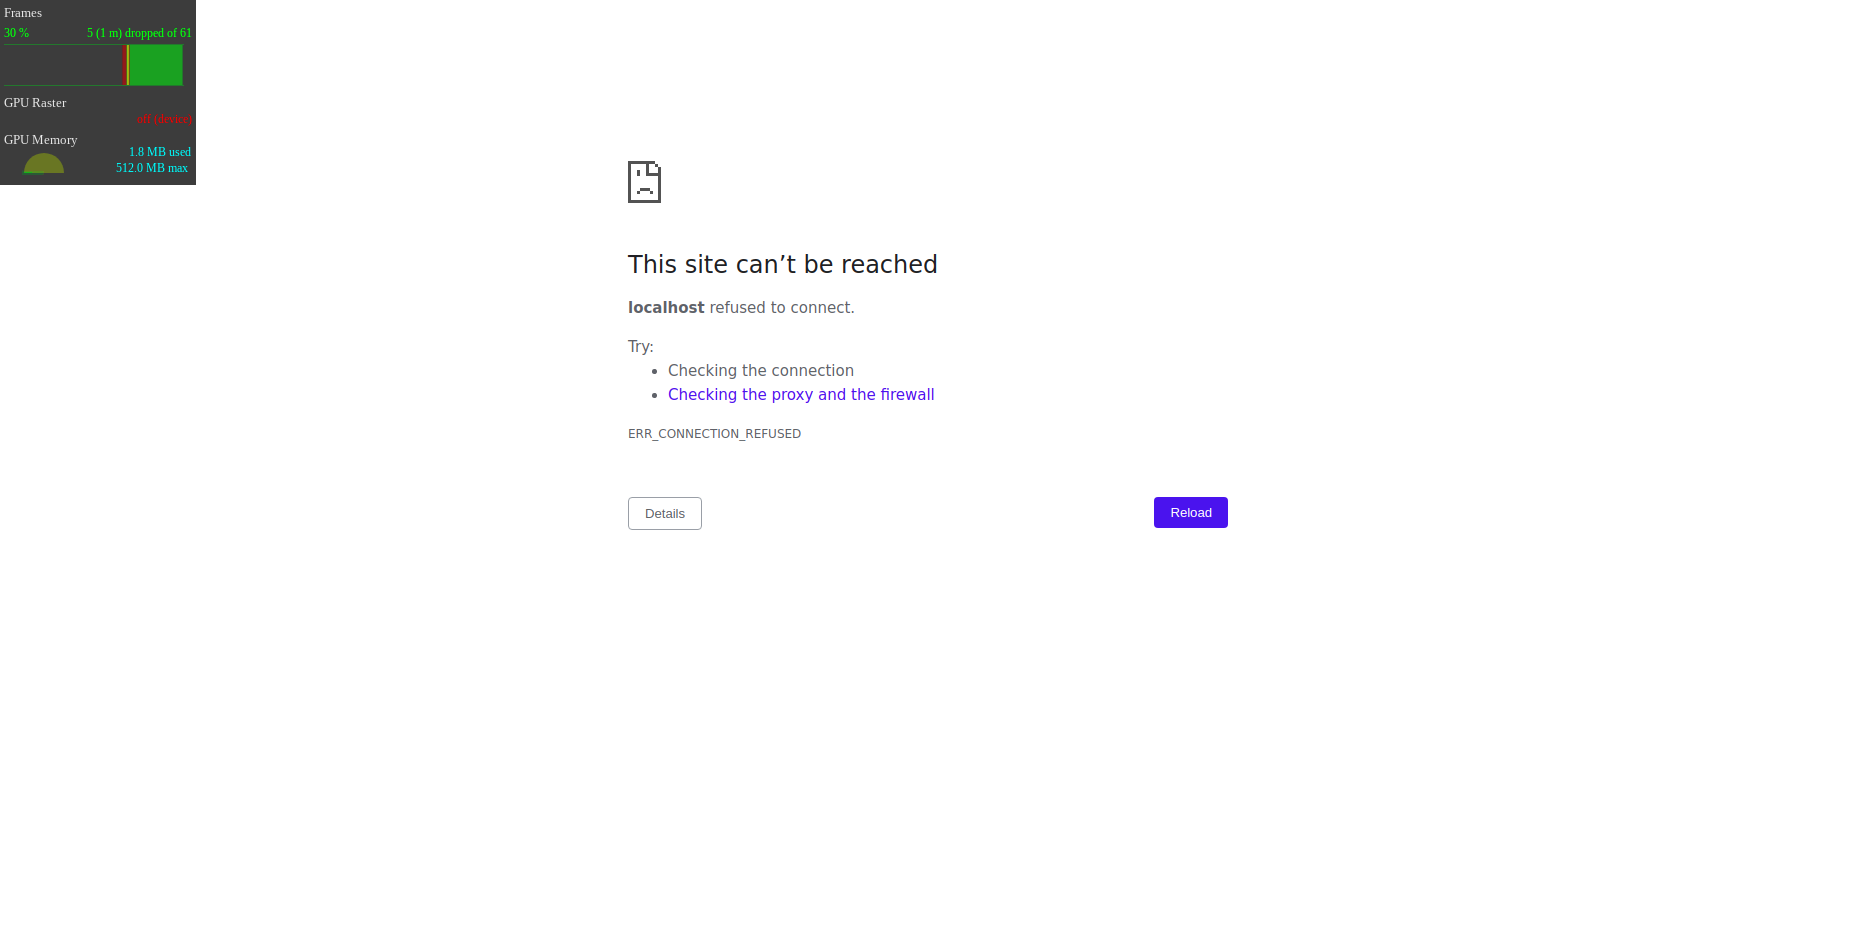 Frames
30 % 5 (1 m) dropped of 61
GPU Raster
off (device)
GPU Memory
1.8 MB used
512.0 MB max
This site can’t be reached
localhost refused to connect.
Try:
Checking the connection
Checking the proxy and the firewall
ERR_CONNECTION_REFUSED
Details Reload